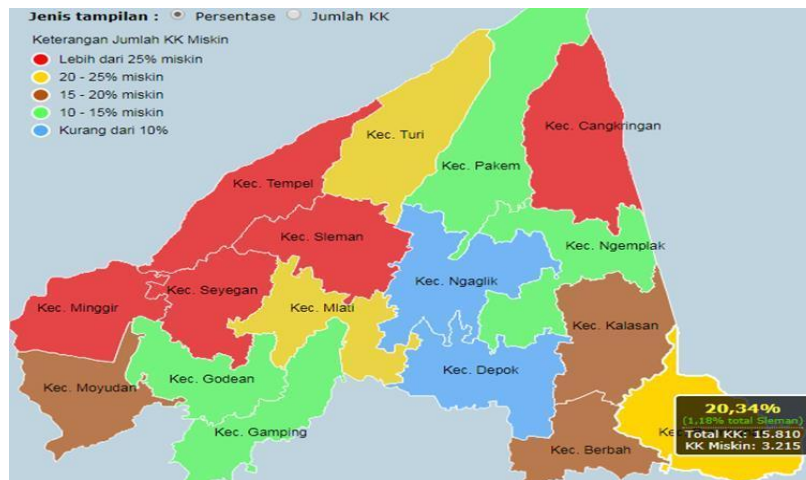 Jenis tampilan : Persentase Jumlah KK
Keterangan Jumlah KK Miskin
Lebih dari 25% miskin
20 - 25% miskin
15 - 20% miskin
10 - 15% miskin
Kurang dari 10%
Kec. Turi
Kec. Cangkringan
Kec. Pakem
Kec. Tempel
Kec. Sleman
Kec. Ngemplak
Kec. Ngaglik
Kec. Seyegan
Kec. Minggir
Kec. Mlati
Kec. Kalasan
Kec. Godean
Kec. Depok
Kec. Moyudan
20,34%
(1,18% total Sleman)
Total KK: 15.810
KK Miskin: 3.215
Kec. Gamping
Kec. Berbah